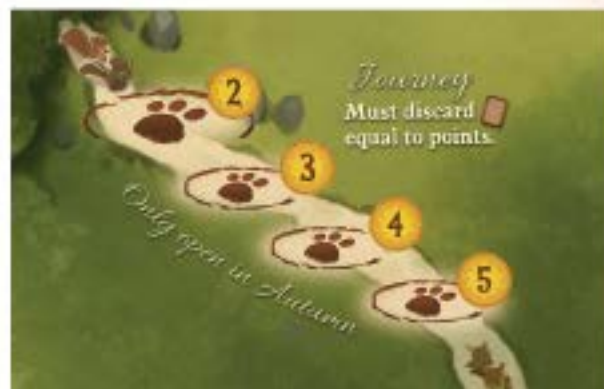 Journey
Must discard
equal to points.
2
3
4
5
Only open in Autumn